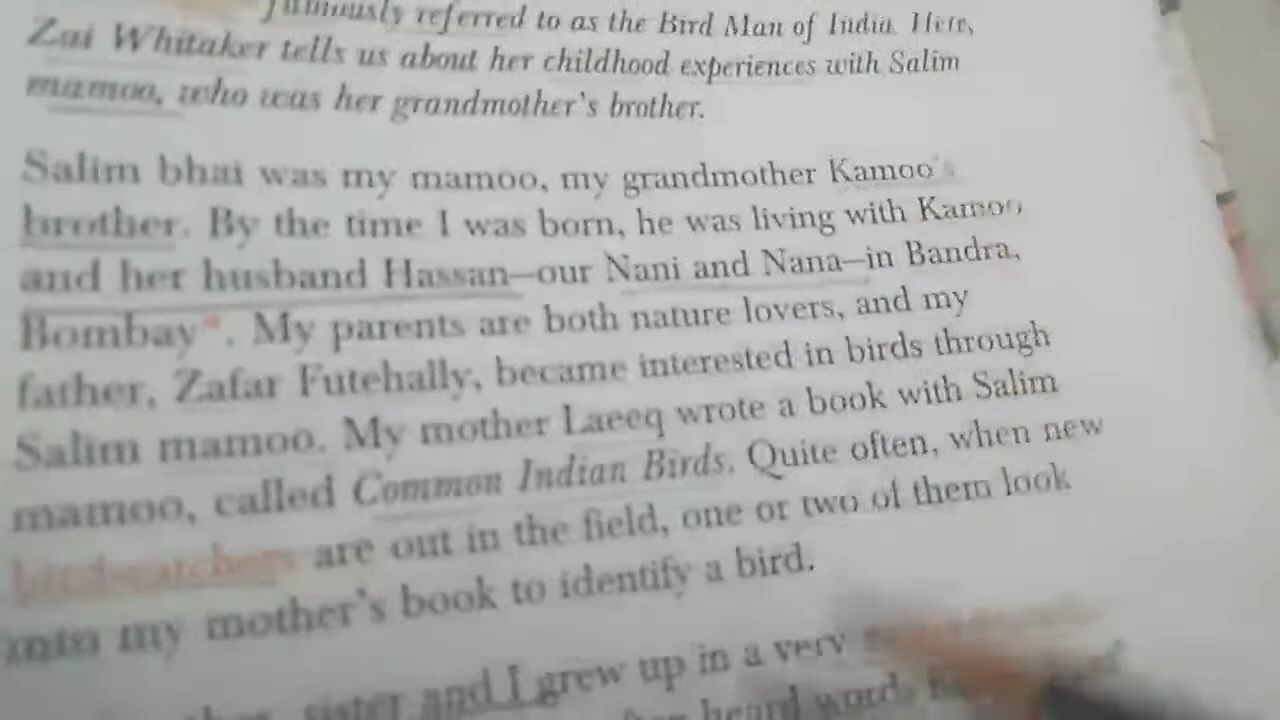 famously referred to as the Bird Man of India. Here,
Zai Whitaker tells us about her childhood experiences with Salim
mamoo, who was her grandmother's brother.
Salim bhai was my mamoo, my grandmother Kamoo's
brother. By the time I was born, he was living with Kamoo
and her husband Hassan—our Nani and Nana—in Bandra,
Bombay*. My parents are both nature lovers, and my
father, Zafar Futehally, became interested in birds through
Salim mamoo. My mother Laeeq wrote a book with Salim
mamoo, called Common Indian Birds. Quite often, when new
birdwatchers are out in the field, one or two of them look
into my mother's book to identify a bird.
sister and I grew up in a very
heard words